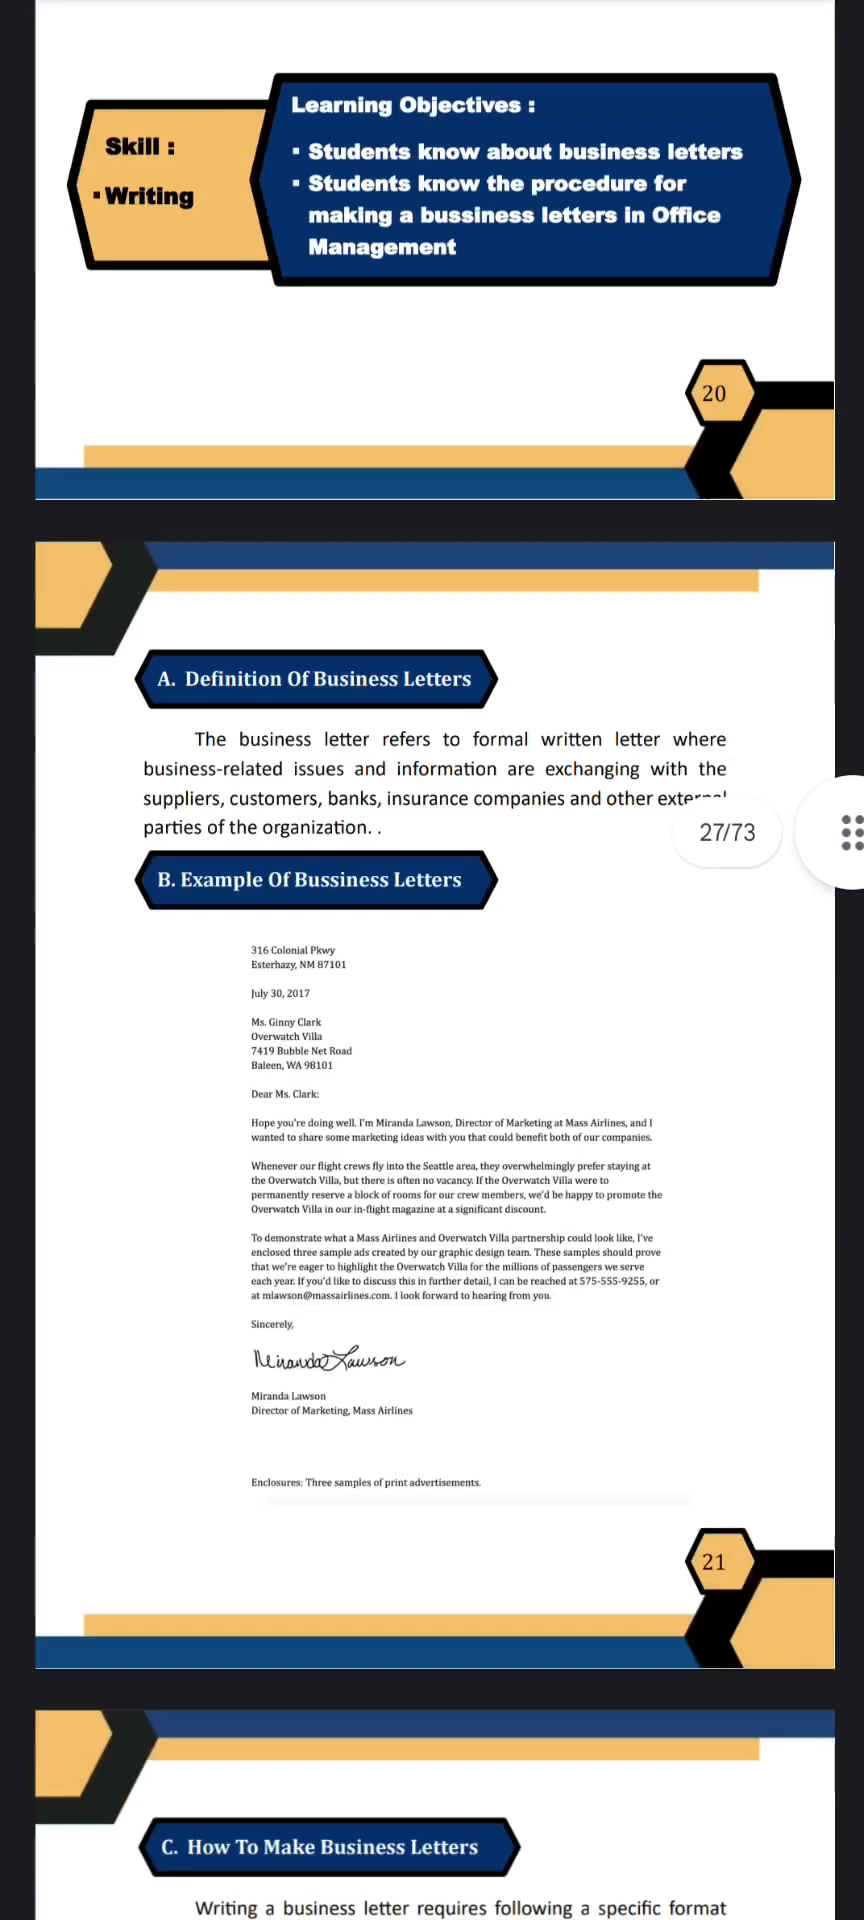 Skill :
▪ Writing
Learning Objectives :
▪ Students know about business letters
▪ Students know the procedure for
making a bussiness letters in Office
Management
20
A. Definition Of Business Letters
The business letter refers to formal written letter where
business-related issues and information are exchanging with the
suppliers, customers, banks, insurance companies and other external
parties of the organization. .
27/73
B. Example Of Bussiness Letters
316 Colonial Pkwy
Esterhazy, NM 87101
July 30, 2017
Ms. Ginny Clark
Overwatch Villa
7419 Bubble Net Road
Baleen, WA 98101
Dear Ms. Clark:
Hope you're doing well. I'm Miranda Lawson, Director of Marketing at Mass Airlines, and I
wanted to share some marketing ideas with you that could benefit both of our companies.
Whenever our flight crews fly into the Seattle area, they overwhelmingly prefer staying at
the Overwatch Villa, but there is often no vacancy. If the Overwatch Villa were to
permanently reserve a block of rooms for our crew members, we'd be happy to promote the
Overwatch Villa in our in-flight magazine at a significant discount.
To demonstrate what a Mass Airlines and Overwatch Villa partnership could look like, I've
enclosed three sample ads created by our graphic design team. These samples should prove
that we're eager to highlight the Overwatch Villa for the millions of passengers we serve
each year. If you'd like to discuss this in further detail, I can be reached at 575-555-9255, or
at mlawson@massairlines.com. I look forward to hearing from you.
Sincerely,
Miranda Lawson
Miranda Lawson
Director of Marketing, Mass Airlines
Enclosures: Three samples of print advertisements.
21
C. How To Make Business Letters
Writing a business letter requires following a specific format